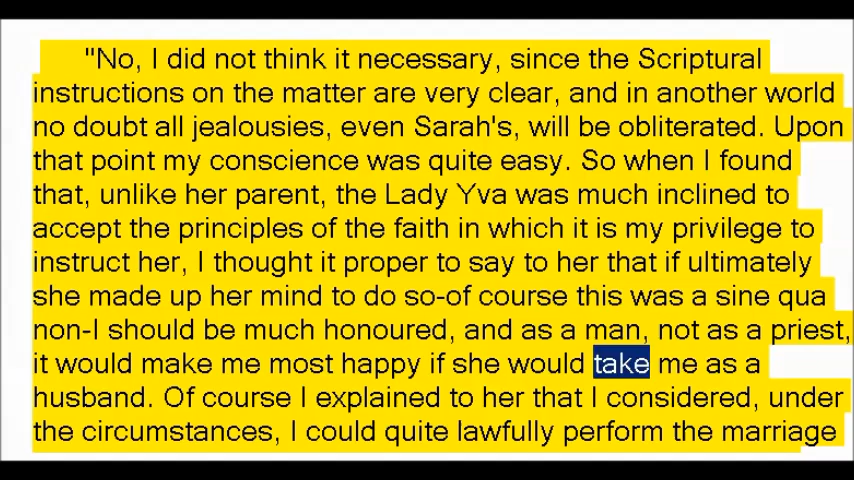 "No, I did not think it necessary, since the Scriptural
instructions on the matter are very clear, and in another world
no doubt all jealousies, even Sarah's, will be obliterated. Upon
that point my conscience was quite easy. So when I found
that, unlike her parent, the Lady Yva was much inclined to
accept the principles of the faith in which it is my privilege to
instruct her, I thought it proper to say to her that if ultimately
she made up her mind to do so-of course this was a sine qua
non-I should be much honoured, and as a man, not as a priest,
it would make me most happy if she would take me as a
husband. Of course I explained to her that I considered, under
the circumstances, I could quite lawfully perform the marriage